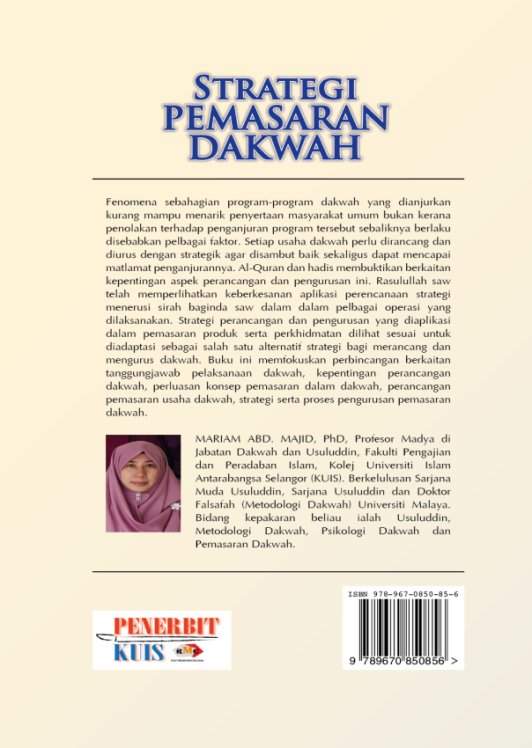 STRATEGI
PEMASARAN
DAKWAH
Fenomena sebahagian program-program dakwah yang dianjurkan
kurang mampu menarik penyertaan masyarakat umum bukan kerana
penolakan terhadap penganjuran program tersebut sebaliknya berlaku
disebabkan pelbagai faktor. Setiap usaha dakwah perlu dirancang dan
diurus dengan strategik agar disambut baik sekaligus dapat mencapai
matlamat penganjurannya. Al-Quran dan hadis membuktikan berkaitan
kepentingan aspek perancangan dan pengurusan ini. Rasulullah saw
telah memperlihatkan keberkesanan aplikasi perencanaan strategi
menerusi sirah baginda saw dalam dalam pelbagai operasi yang
dilaksanakan. Strategi perancangan dan pengurusan yang diaplikasi
dalam pemasaran produk serta perkhidmatan dilihat sesuai untuk
diadaptasi sebagai salah satu alternatif strategi bagi merancang dan
mengurus dakwah. Buku ini memfokuskan perbincangan berkaitan
tanggungjawab pelaksanaan dakwah, kepentingan perancangan
dakwah, perluasan konsep pemasaran dalam dakwah, perancangan
pemasaran usaha dakwah, strategi serta proses pengurusan pemasaran
dakwah.
MARIAM ABD. MAJID, PhD, Profesor Madya di
Jabatan Dakwah dan Usuluddin, Fakulti Pengajian
dan Peradaban Islam, Kolej Universiti Islam
Antarabangsa Selangor (KUIS). Berkelulusan Sarjana
Muda Usuluddin, Sarjana Usuluddin dan Doktor
Falsafah (Metodologi Dakwah) Universiti Malaya.
Bidang kepakaran beliau ialah Usuluddin,
Metodologi Dakwah, Psikologi Dakwah dan
Pemasaran Dakwah.
PENERBIT
KUIS
RMC
ISBN 978-967-0850-85-6
9 789670 850856 >